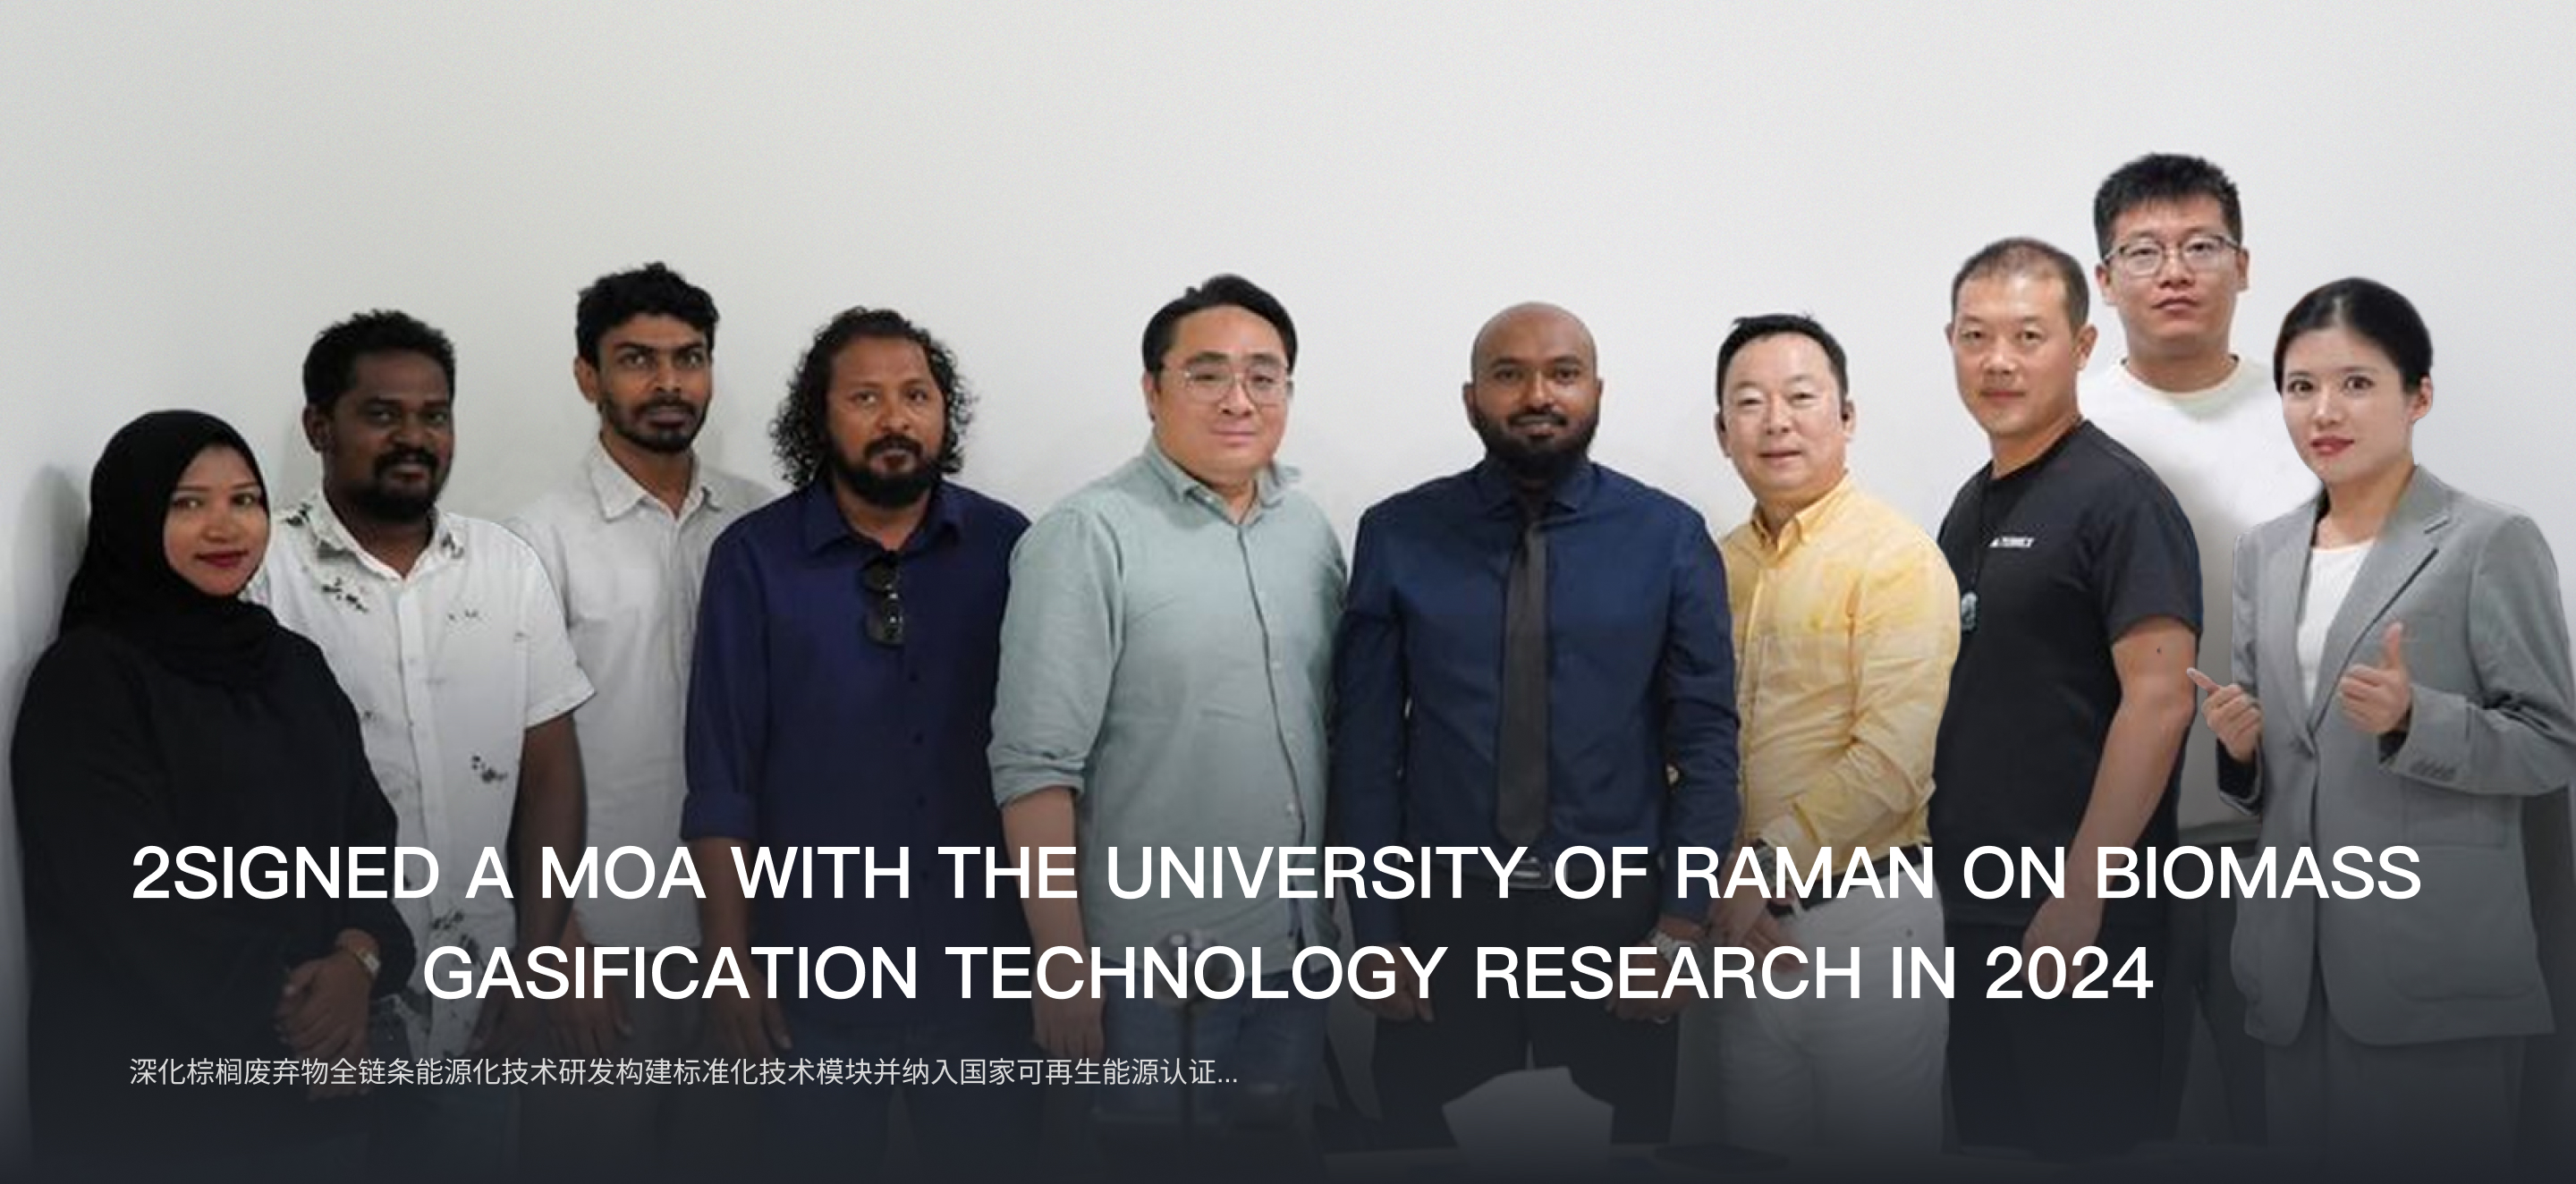 2SIGNED A MOA WITH THE UNIVERSITY OF RAMAN ON BIOMASS
GASIFICATION TECHNOLOGY RESEARCH IN 2024
深化棕榈废弃物全链条能源化技术研发构建标准化技术模块并纳入国家可再生能源认证...